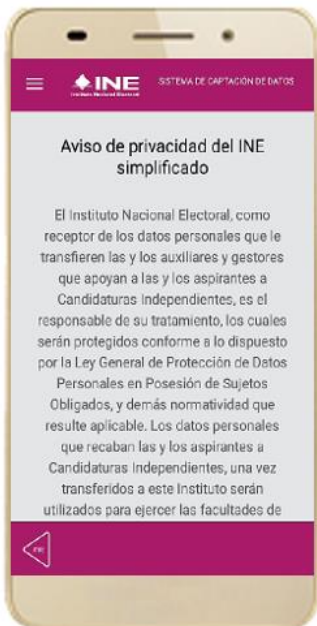 INE
Instituto Nacional Electoral
SISTEMA DE CAPTACIÓN DE DATOS
Aviso de privacidad del INE
simplificado
El Instituto Nacional Electoral, como
receptor de los datos personales que le
transfieren las y los auxiliares y gestores
que apoyan a las y los aspirantes a
Candidaturas Independientes, es el
responsable de su tratamiento, los cuales
serán protegidos conforme a lo dispuesto
por la Ley General de Protección de Datos
Personales en Posesión de Sujetos
Obligados, y demás normatividad que
resulte aplicable. Los datos personales
que recaban las y los aspirantes a
Candidaturas Independientes, una vez
transferidos a este Instituto serán
utilizados para ejercer las facultades de